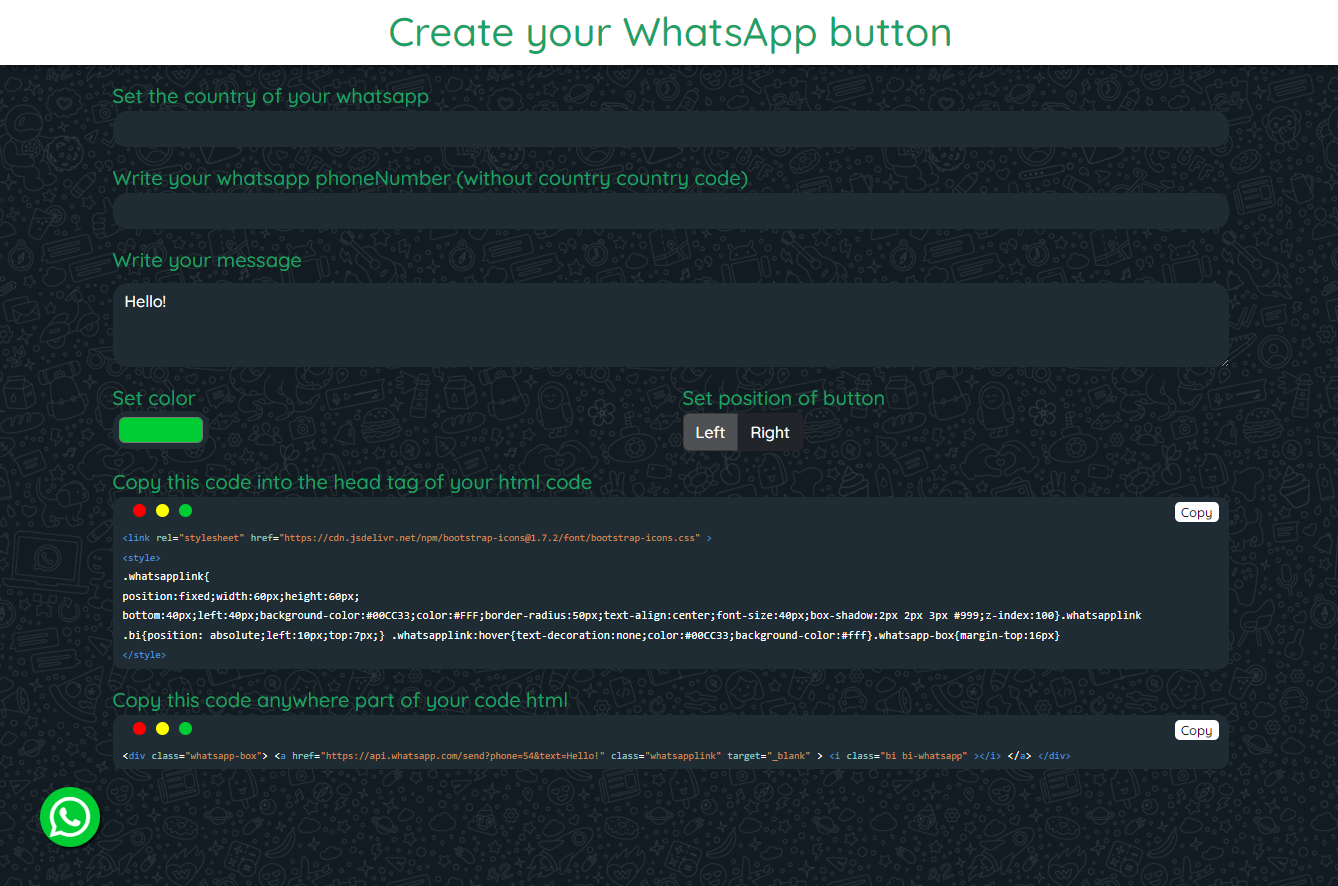 Create your WhatsApp button
Set the country of your whatsapp
Write your whatsapp phoneNumber (without country country code)
Write your message
Hello!
Set color
Set position of button
Left
Right
Copy this code into the head tag of your html code
Copy
<link rel="stylesheet" href="https://cdn.jsdelivr.net/npm/bootstrap-icons@1.7.2/font/bootstrap-icons.css" >
<style>
.whatsapplink{
position:fixed;width:60px;height:60px;
bottom:40px;left:40px;background-color:#00CC33;color:#FFF;border-radius:50px;text-align:center;font-size:40px;box-shadow:2px 2px 3px #999;z-index:100}.whatsapplink
.bi{position: absolute;left:10px;top:7px;} .whatsapplink:hover{text-decoration:none;color:#00CC33;background-color:#fff}.whatsapp-box{margin-top:16px}
</style>
Copy this code anywhere part of your code html
Copy
<div class="whatsapp-box"> <a href="https://api.whatsapp.com/send?phone=54&text=Hello!" class="whatsapplink" target="_blank" > <i class="bi bi-whatsapp" ></i> </a> </div>